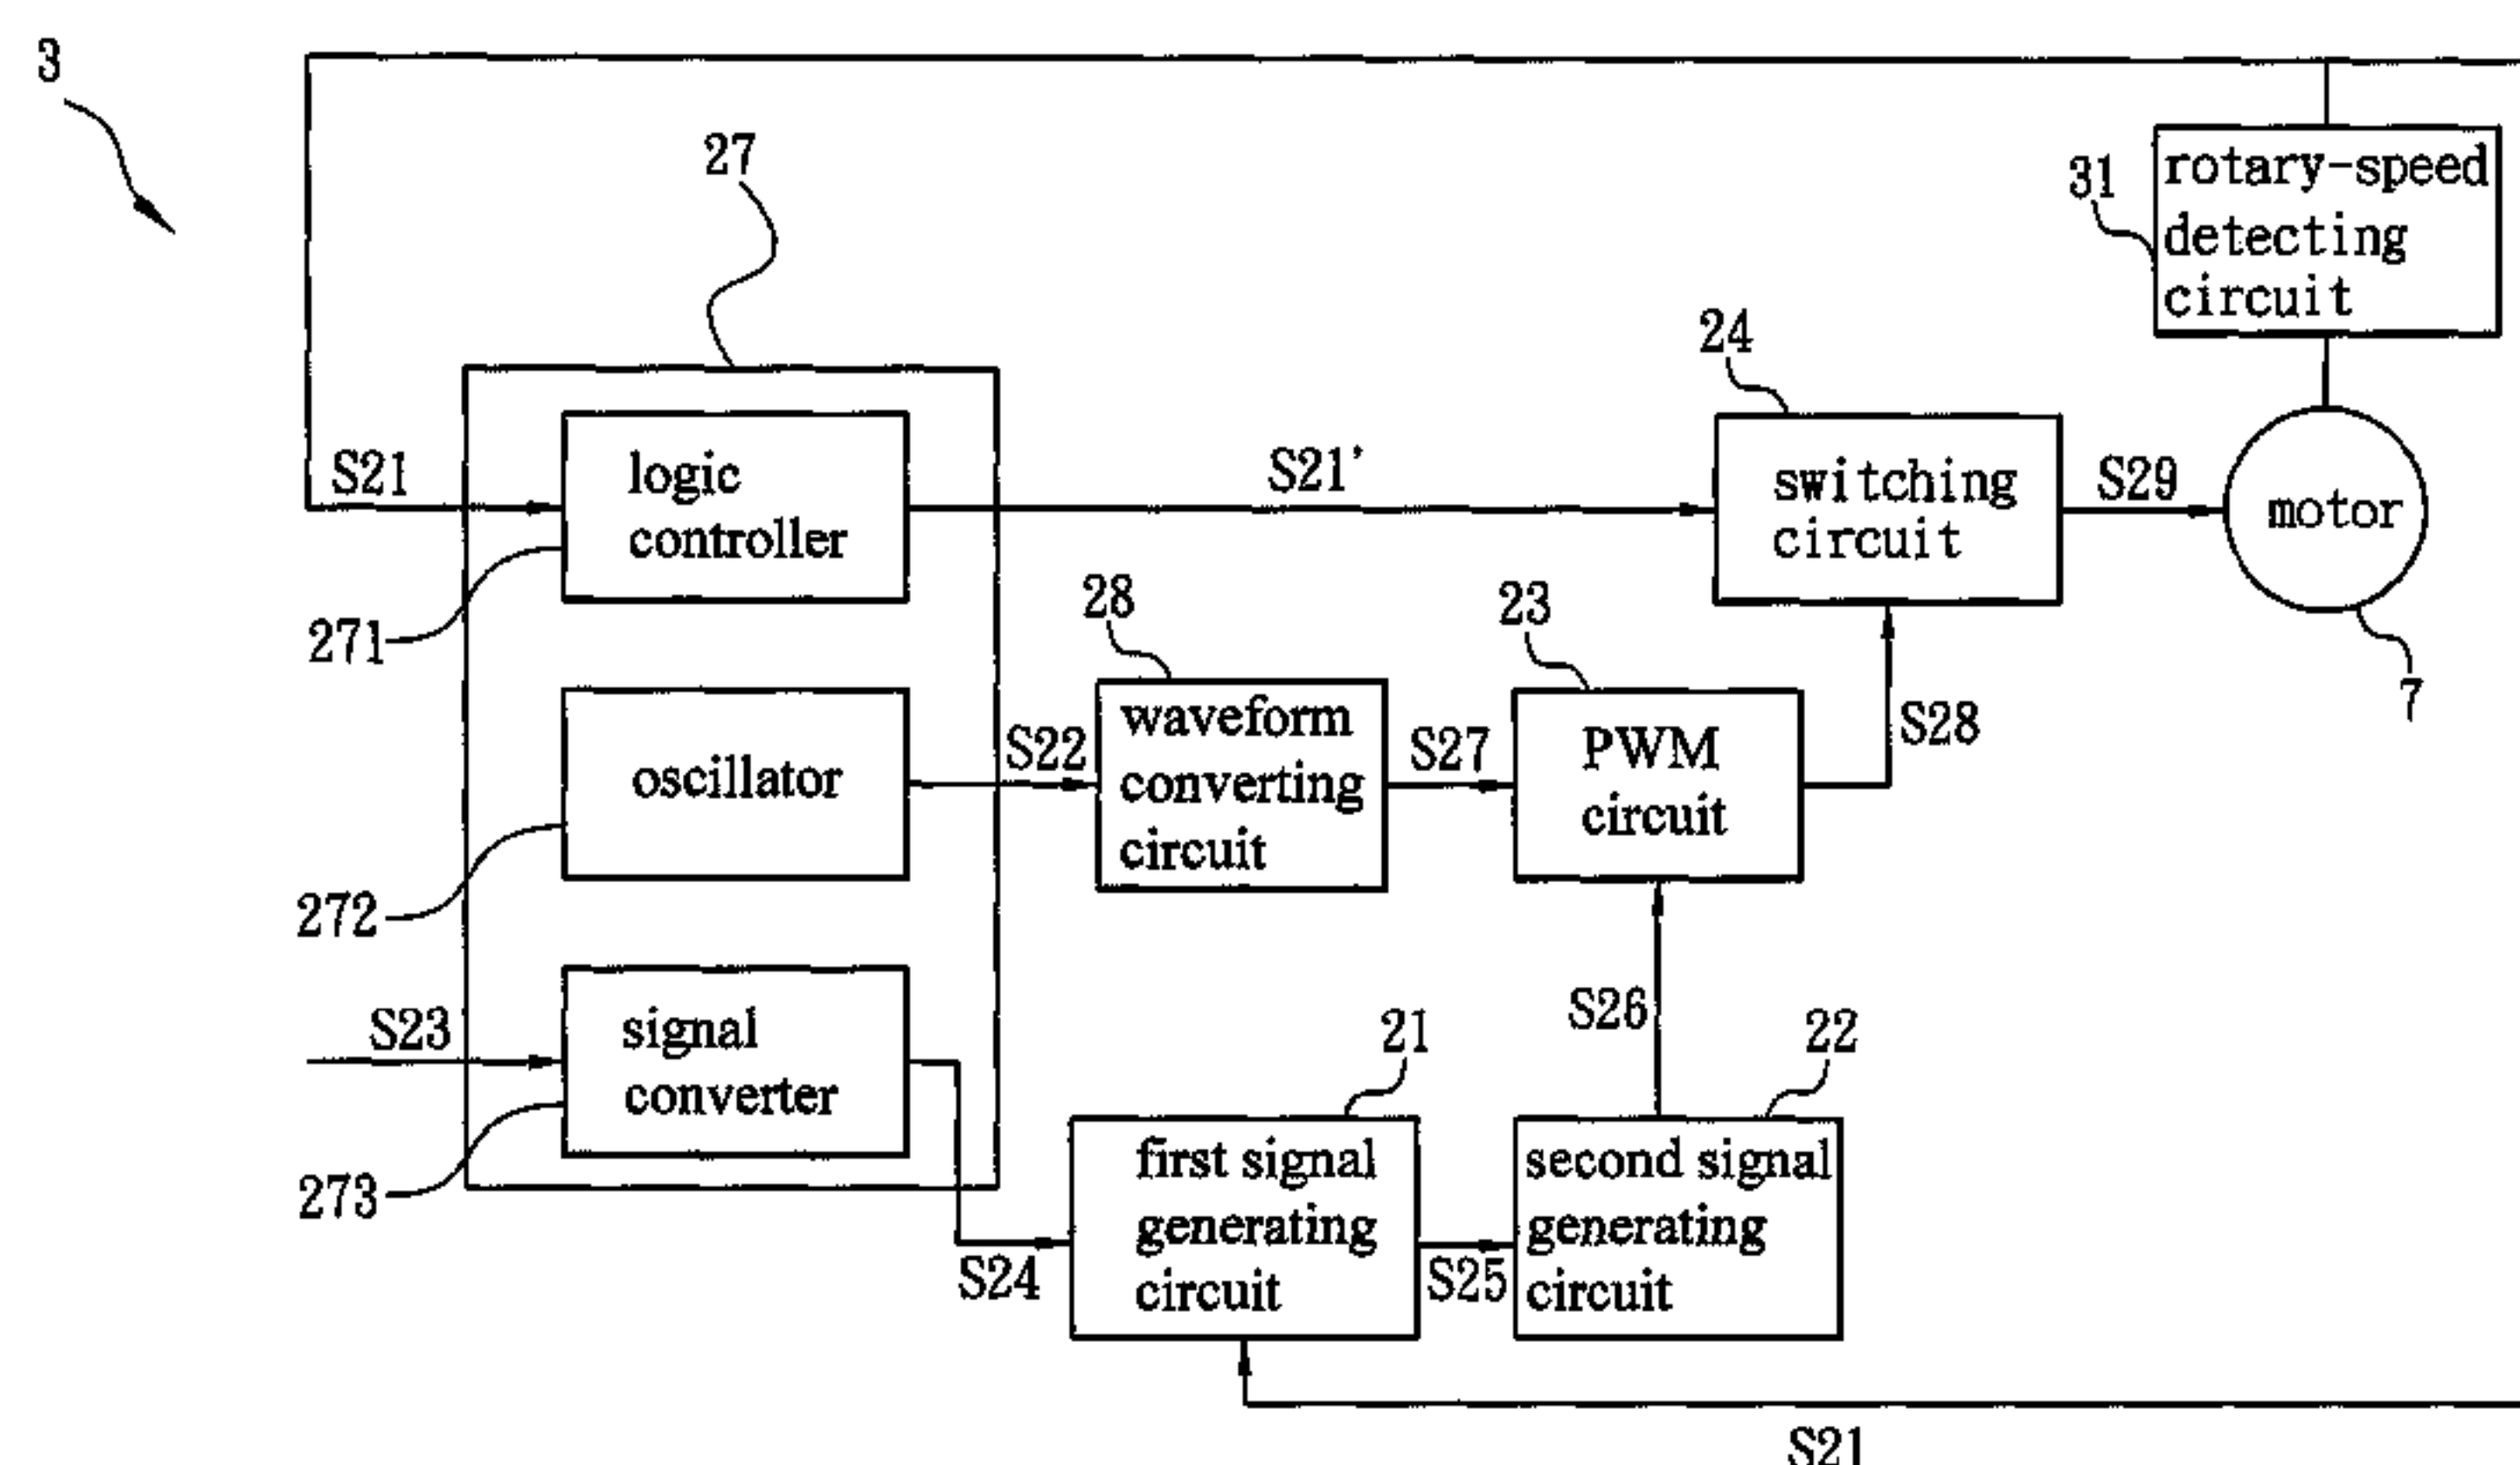 3
27
31
rotary-speed
detecting
circuit
24
S21
logic
controller
S21'
switching
circuit
S29
motor
271
28
23
7
oscillator
S22
waveform
converting
circuit
S27
PWM
circuit
S28
272
S23
signal
converter
S26
21
22
273
S24
first signal
generating
circuit
S25
second signal
generating
circuit
S21